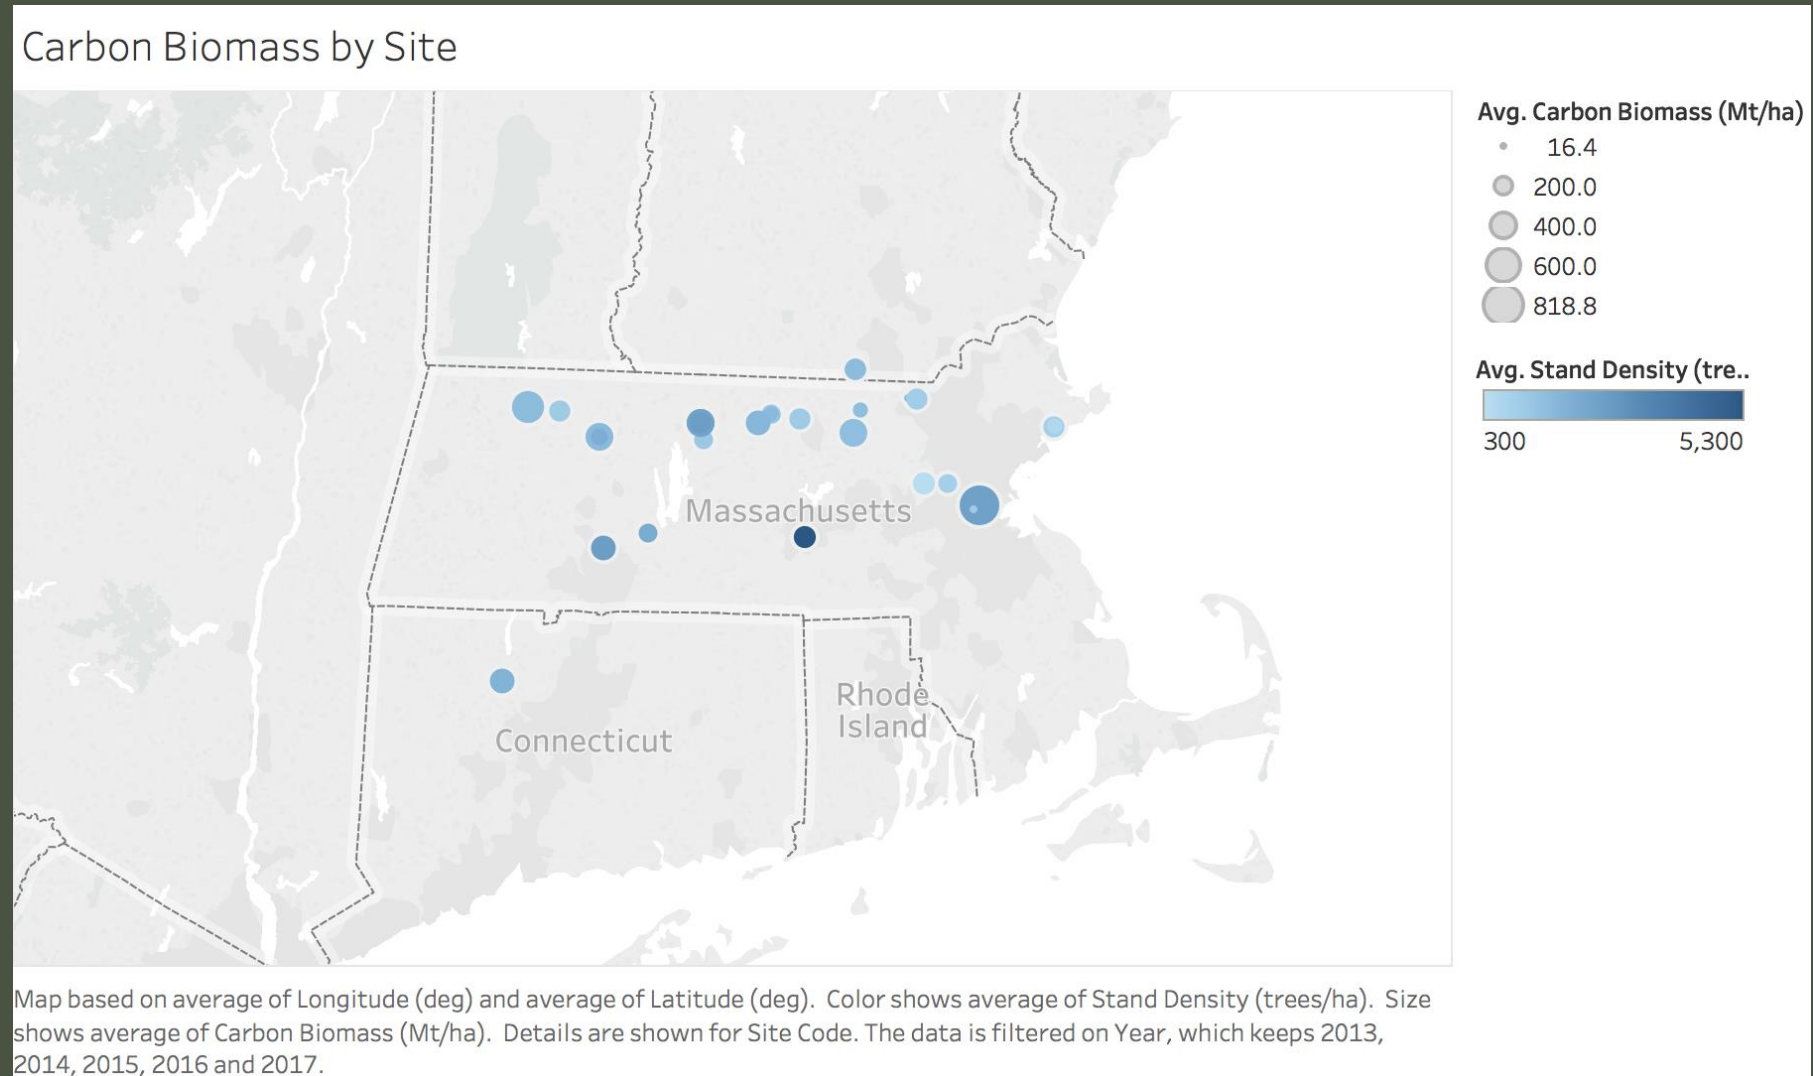 Carbon Biomass by Site
Avg. Carbon Biomass (Mt/ha)
16.4
200.0
400.0
600.0
818.8
Avg. Stand Density (tre..
300
5,300
Massachusetts
Rhode
Island
Connecticut
Map based on average of Longitude (deg) and average of Latitude (deg).  Color shows average of Stand Density (trees/ha).  Size
shows average of Carbon Biomass (Mt/ha).  Details are shown for Site Code. The data is filtered on Year, which keeps 2013,
2014, 2015, 2016 and 2017.